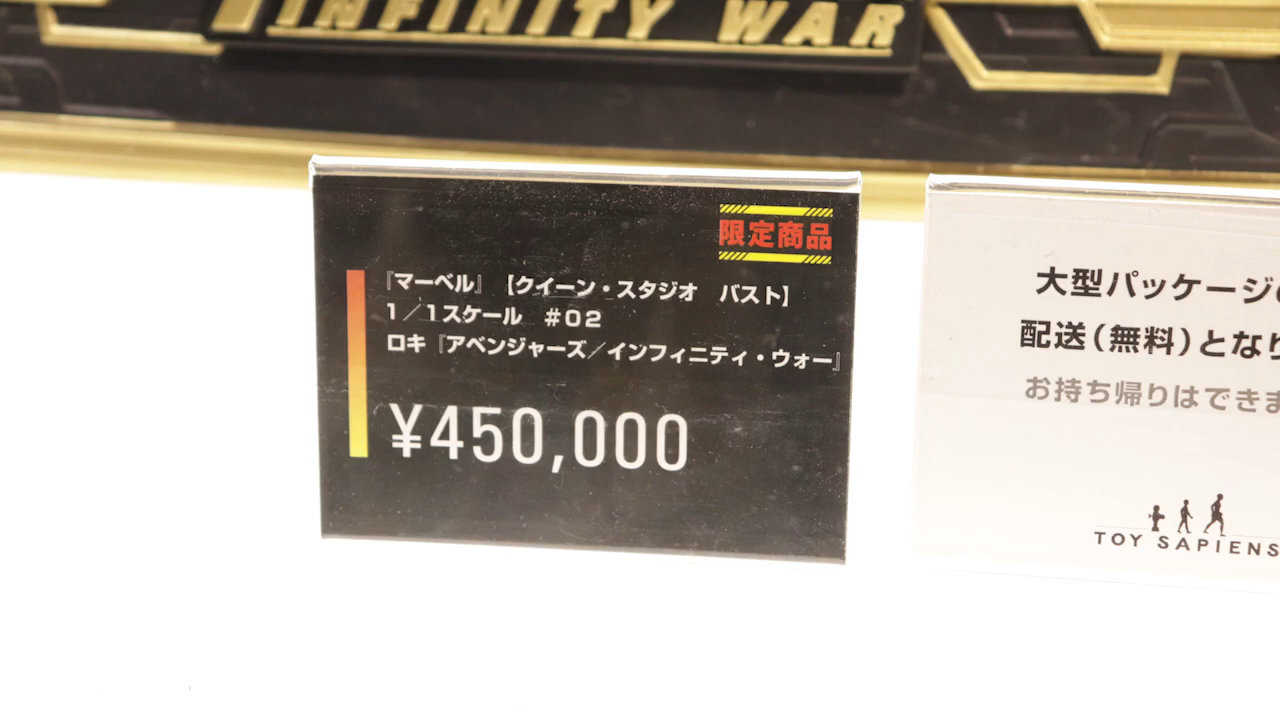 INFINITY WAR
限定商品
『マーベル』【クイーン・スタジオ　バスト】
1／1スケール　#02
ロキ『アベンジャーズ／インフィニティ・ウォー』
¥450,000
大型パッケージ
配送（無料）とな
お持ち帰りはできま
TOY SAPIENS